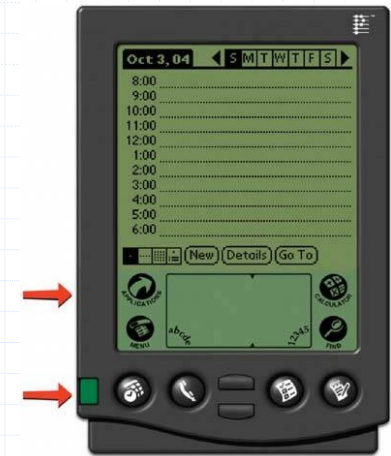 Oct 3, 04 S M T W T F S
8:00
9:00
10:00
11:00
12:00
1:00
2:00
3:00
4:00
5:00
6:00
New Details Go To
APPLICATIONS CALCULATOR
abcde 12345
MENU FIND